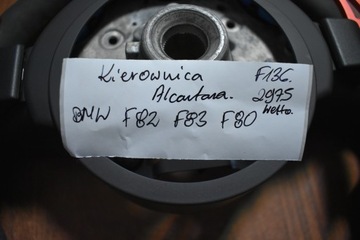 Kierownica F136.
Alcantara. 2975
BMW F82 F83 F80 Netto.